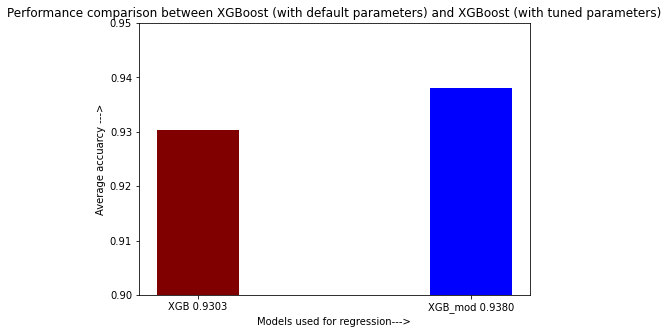 Performance comparison between XGBoost (with default parameters) and XGBoost (with tuned parameters)
0.95
0.94
0.93
0.92
0.91
0.90
Average accuarcy --->
XGB 0.9303
XGB_mod 0.9380
Models used for regression--->